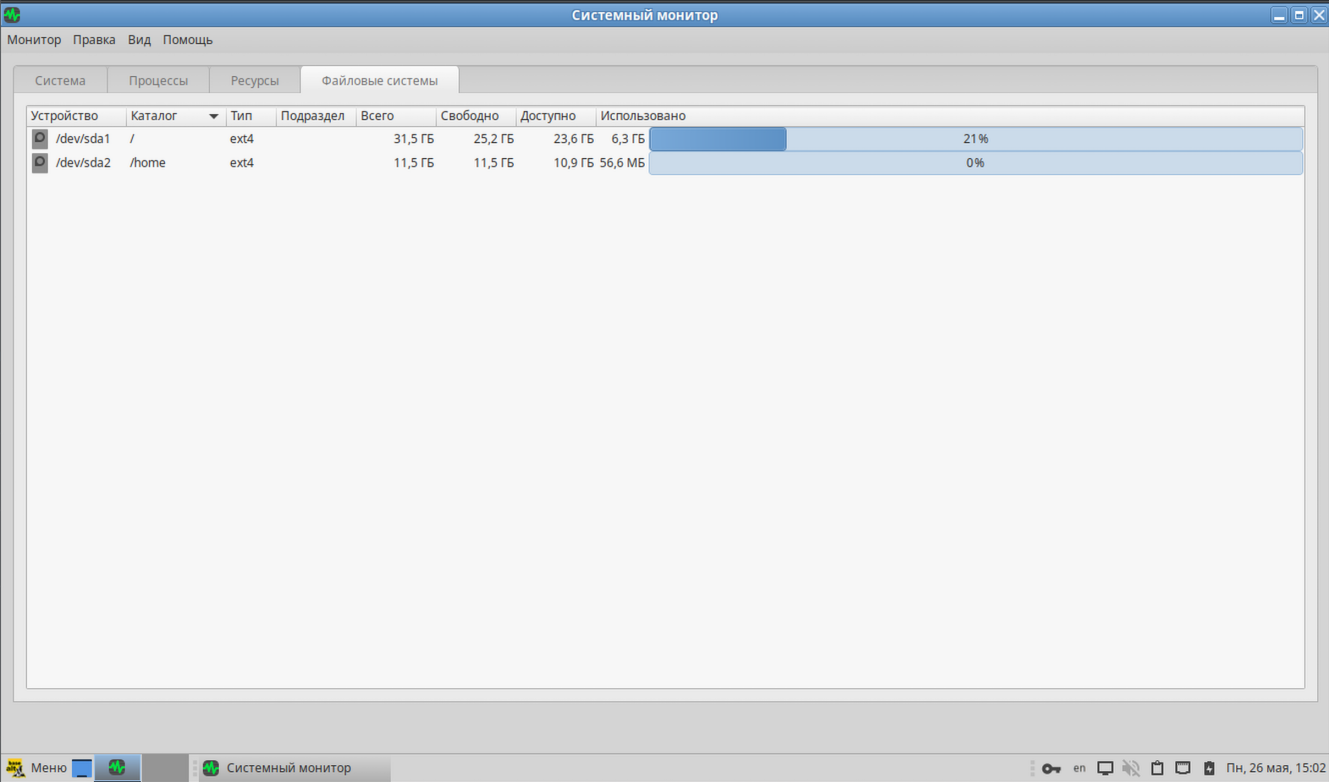 Системный монитор
Монитор Правка Вид Помощь
Система Процессы Ресурсы Файловые системы
Устройство Каталог Тип Подраздел Всего Свободно Доступно Использовано
/dev/sda1 / ext4 31,5 ГБ 25,2 ГБ 23,6 ГБ 6,3 ГБ 21%
/dev/sda2 /home ext4 11,5 ГБ 11,5 ГБ 10,9 ГБ 56,6 МБ 0%
Меню Системный монитор en Пн, 26 мая, 15:02